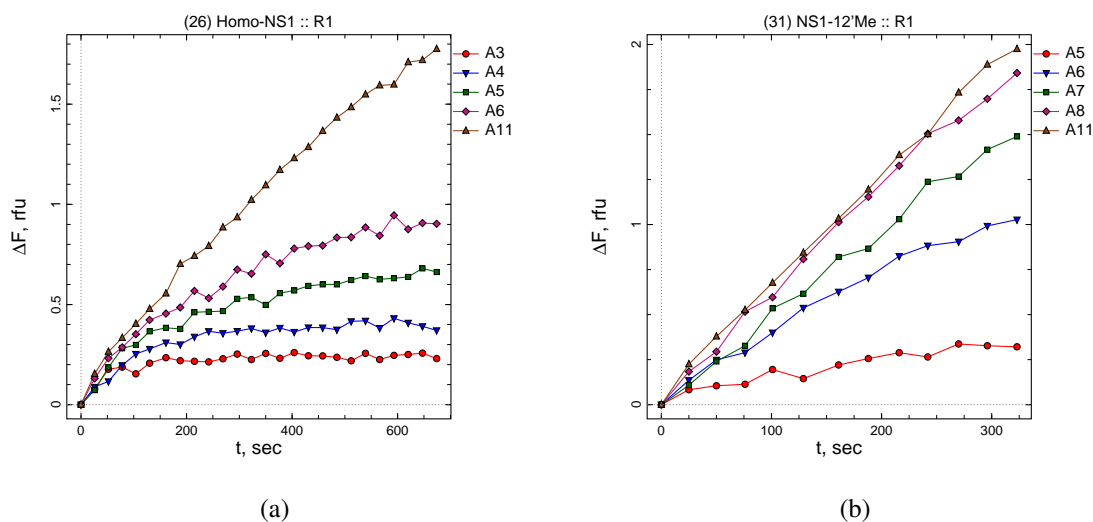 (26) Homo-NS1 :: R1
A3
A4
A5
A6
A11
ΔF, rfu
0
0.5
1
1.5
0
200
400
600
t, sec
(a)
(31) NS1-12'Me :: R1
A5
A6
A7
A8
A11
ΔF, rfu
0
1
2
0
100
200
300
t, sec
(b)